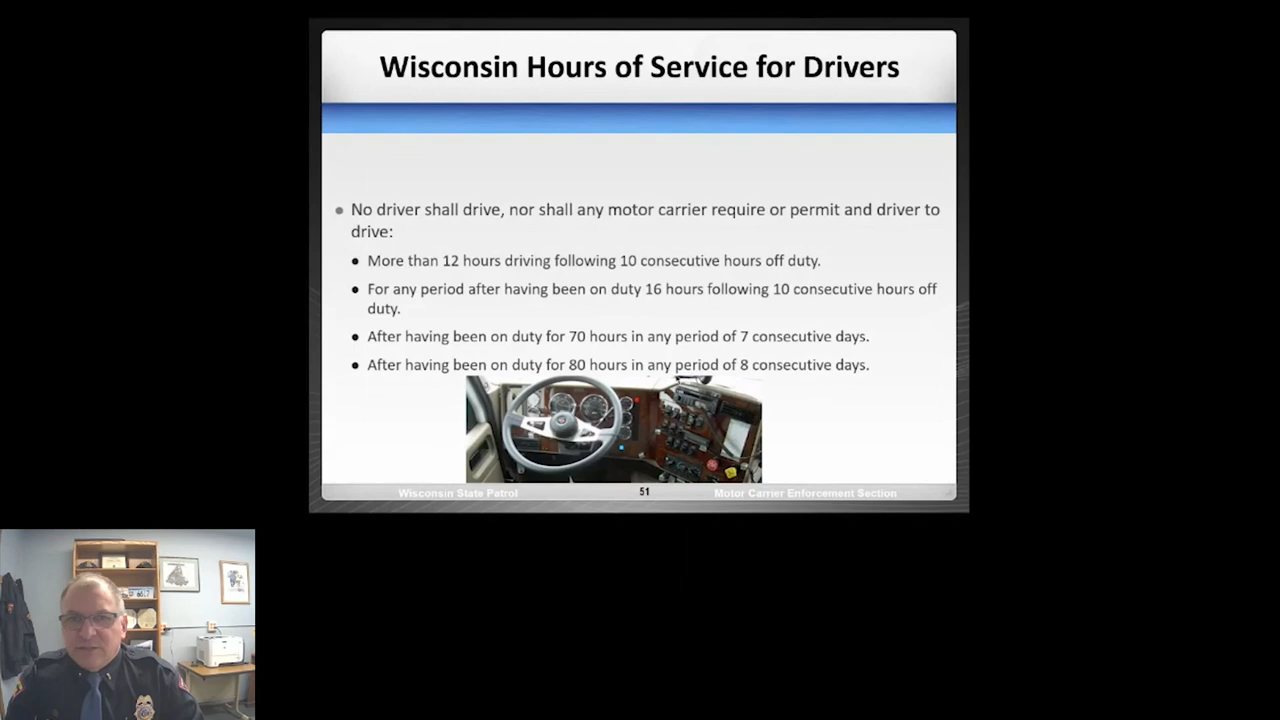 Wisconsin Hours of Service for Drivers
No driver shall drive, nor shall any motor carrier require or permit and driver to
drive:
More than 12 hours driving following 10 consecutive hours off duty.
For any period after having been on duty 16 hours following 10 consecutive hours off
duty.
After having been on duty for 70 hours in any period of 7 consecutive days.
After having been on duty for 80 hours in any period of 8 consecutive days.
Wisconsin State Patrol
51
Motor Carrier Enforcement Section